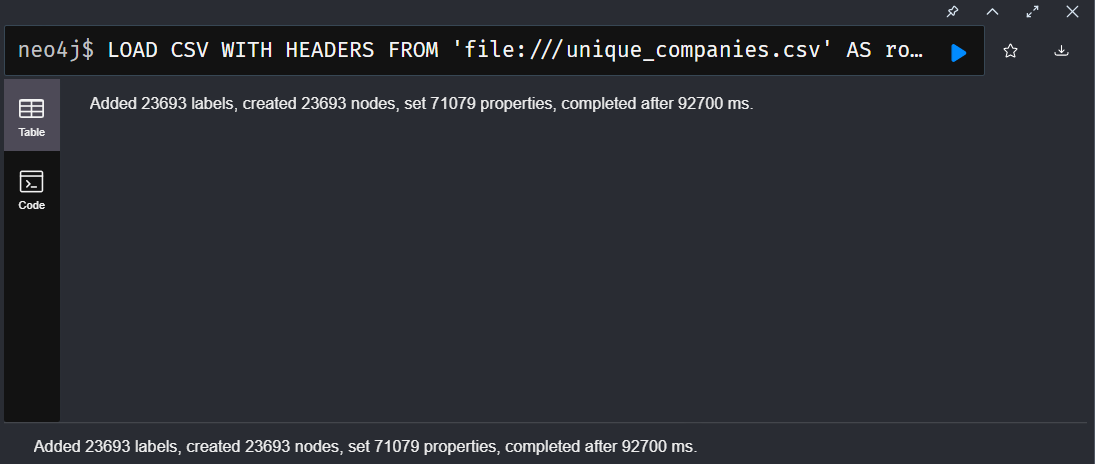 neo4j$ LOAD CSV WITH HEADERS FROM 'file:///unique_companies.csv' AS ro…
Added 23693 labels, created 23693 nodes, set 71079 properties, completed after 92700 ms.
Table
Code
Added 23693 labels, created 23693 nodes, set 71079 properties, completed after 92700 ms.